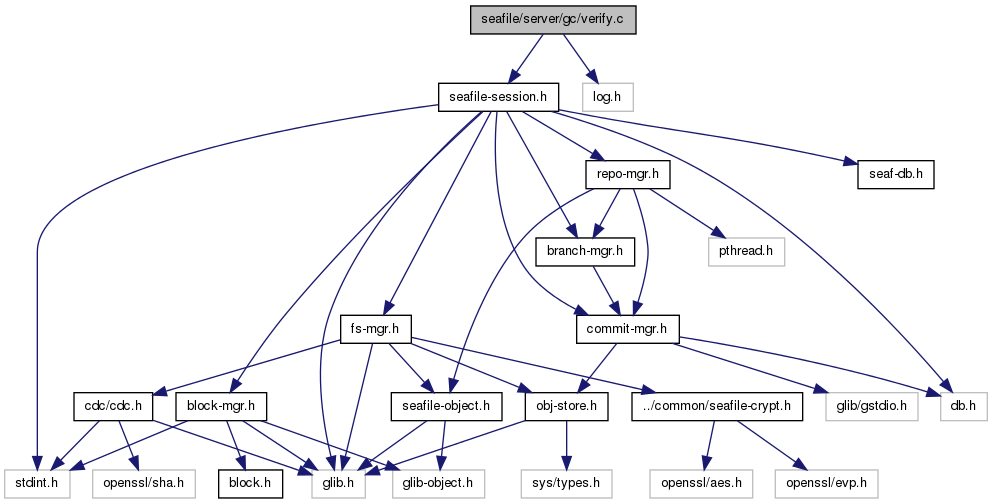 seafile/server/gc/verify.c
seafile-session.h
log.h
repo-mgr.h
seaf-db.h
branch-mgr.h
pthread.h
fs-mgr.h
commit-mgr.h
cdc/cdc.h
block-mgr.h
seafile-object.h
obj-store.h
../common/seafile-crypt.h
glib/gstdio.h
db.h
stdint.h
openssl/sha.h
block.h
glib.h
glib-object.h
sys/types.h
openssl/aes.h
openssl/evp.h